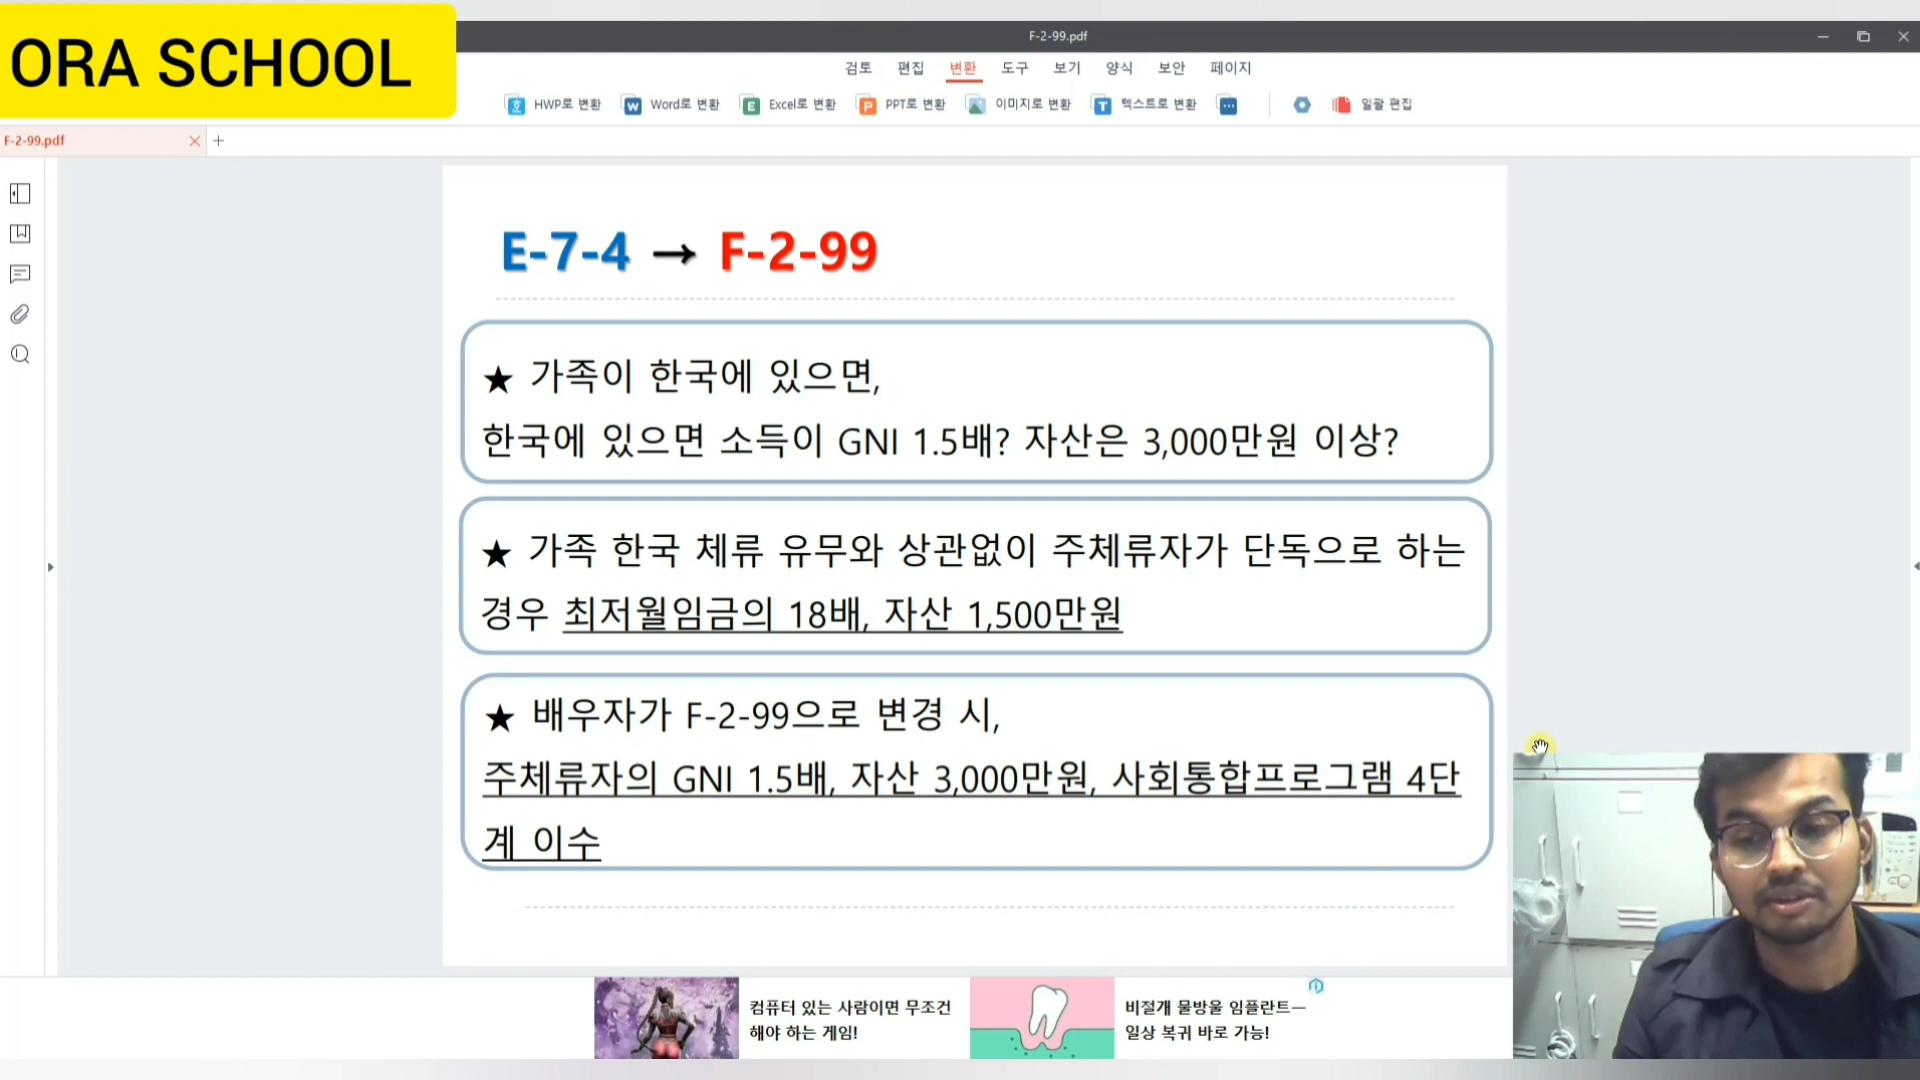 ORA SCHOOL
F-2-99.pdf
검토 편집 변환 도구 보기 양식 보안 페이지
HWP로 변환 Word로 변환 Excel로 변환 PPT로 변환 이미지로 변환 텍스트로 변환 일괄 편집
F-2-99.pdf
E-7-4 → F-2-99
★ 가족이 한국에 있으면,
한국에 있으면 소득이 GNI 1.5배? 자산은 3,000만원 이상?
★ 가족 한국 체류 유무와 상관없이 주체류자가 단독으로 하는
경우 최저월임금의 18배, 자산 1,500만원
★ 배우자가 F-2-99으로 변경 시,
주체류자의 GNI 1.5배, 자산 3,000만원, 사회통합프로그램 4단
계 이수
컴퓨터 있는 사람이면 무조건
해야 하는 게임!
비절개 물방울 임플란트—
일상 복귀 바로 가능!